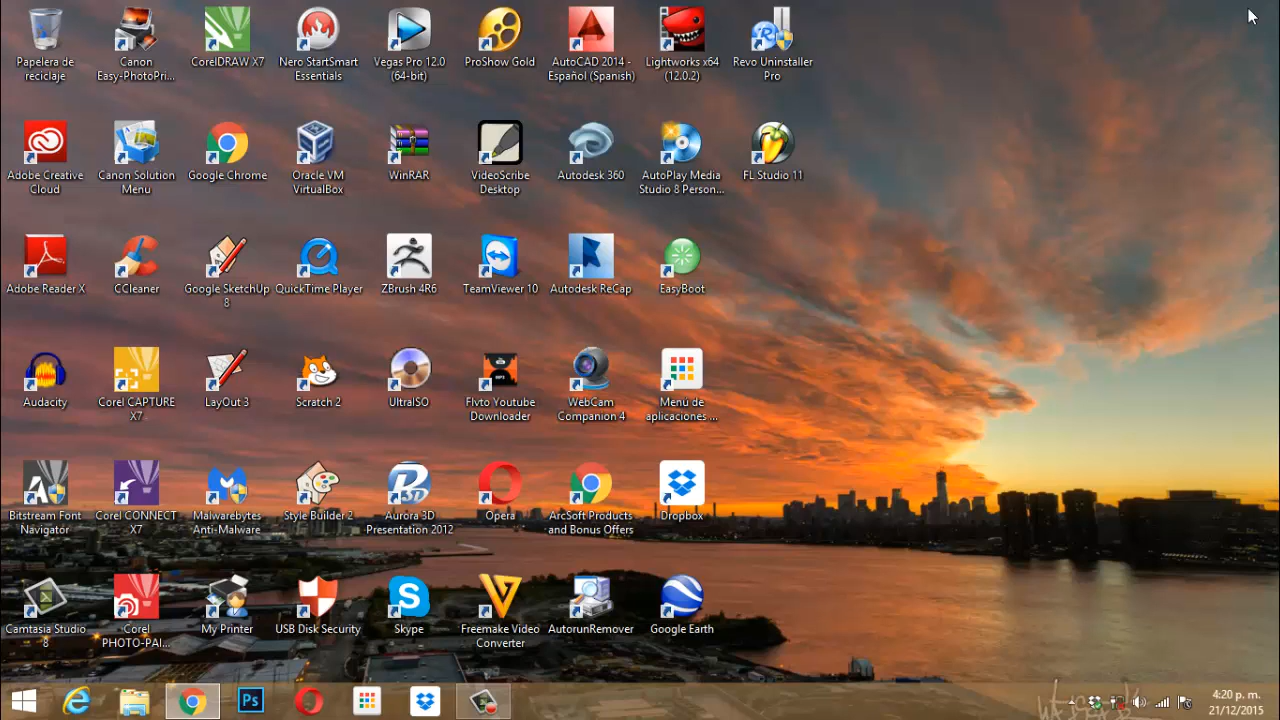 Papelera de
reciclaje
Canon
Easy-PhotoPri...
CorelDRAW X7
Nero StartSmart
Essentials
Vegas Pro 12.0
(64-bit)
ProShow Gold
AutoCAD 2014 -
Español (Spanish)
Lightworks x64
(12.0.2)
Revo Uninstaller
Pro
Adobe Creative
Cloud
Canon Solution
Menu
Google Chrome
Oracle VM
VirtualBox
WinRAR
VideoScribe
Desktop
Autodesk 360
AutoPlay Media
Studio 8 Person...
FL Studio 11
Adobe Reader X
CCleaner
Google SketchUp
8
QuickTime Player
ZBrush 4R6
TeamViewer 10
Autodesk ReCap
EasyBoot
Audacity
Corel CAPTURE
X7
LayOut 3
Scratch 2
UltraISO
Flvto Youtube
Downloader
WebCam
Companion 4
Menú de
aplicaciones ...
Bitstream Font
Navigator
Corel CONNECT
X7
Malwarebytes
Anti-Malware
Style Builder 2
Aurora 3D
Presentation 2012
Opera
ArcSoft Products
and Bonus Offers
Dropbox
Camtasia Studio
8
Corel
PHOTO-PAI...
My Printer
USB Disk Security
Skype
Freemake Video
Converter
AutorunRemover
Google Earth
Ps
4:20 p. m.
21/12/2015